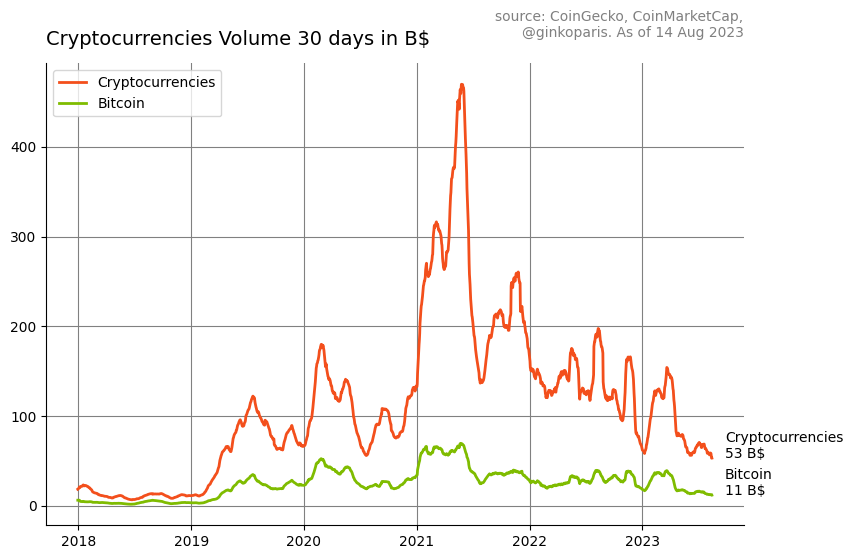 source: CoinGecko, CoinMarketCap,
@ginkoparis. As of 14 Aug 2023
Cryptocurrencies Volume 30 days in B$
Cryptocurrencies
Bitcoin
400
300
200
100
0
Cryptocurrencies
53 B$
Bitcoin
11 B$
2018 2019 2020 2021 2022 2023